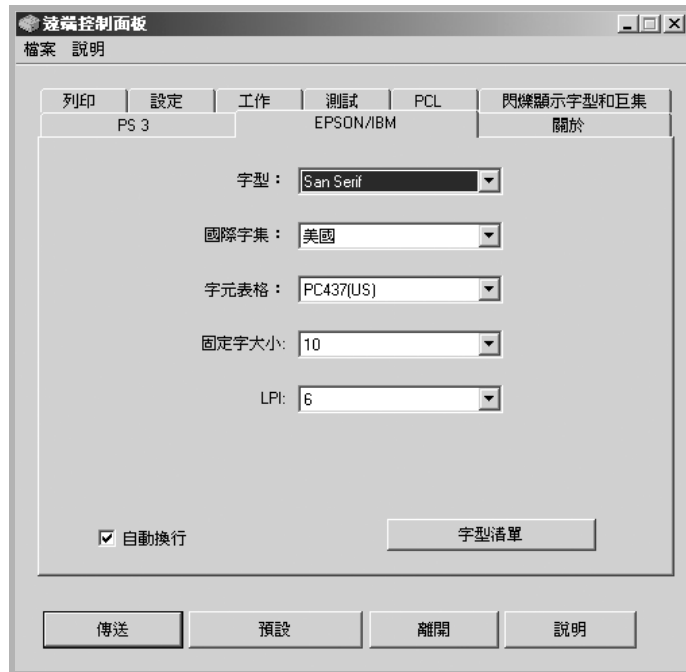 遠端控制面板
檔案 說明
列印 設定 工作 測試 PCL 閃爍顯示字型和巨集
PS 3 EPSON/IBM 關於
字型： San Serif
國際字集： 美國
字元表格： PC437(US)
固定字大小: 10
LPI: 6
自動換行 字型清單
傳送 預設 離開 說明